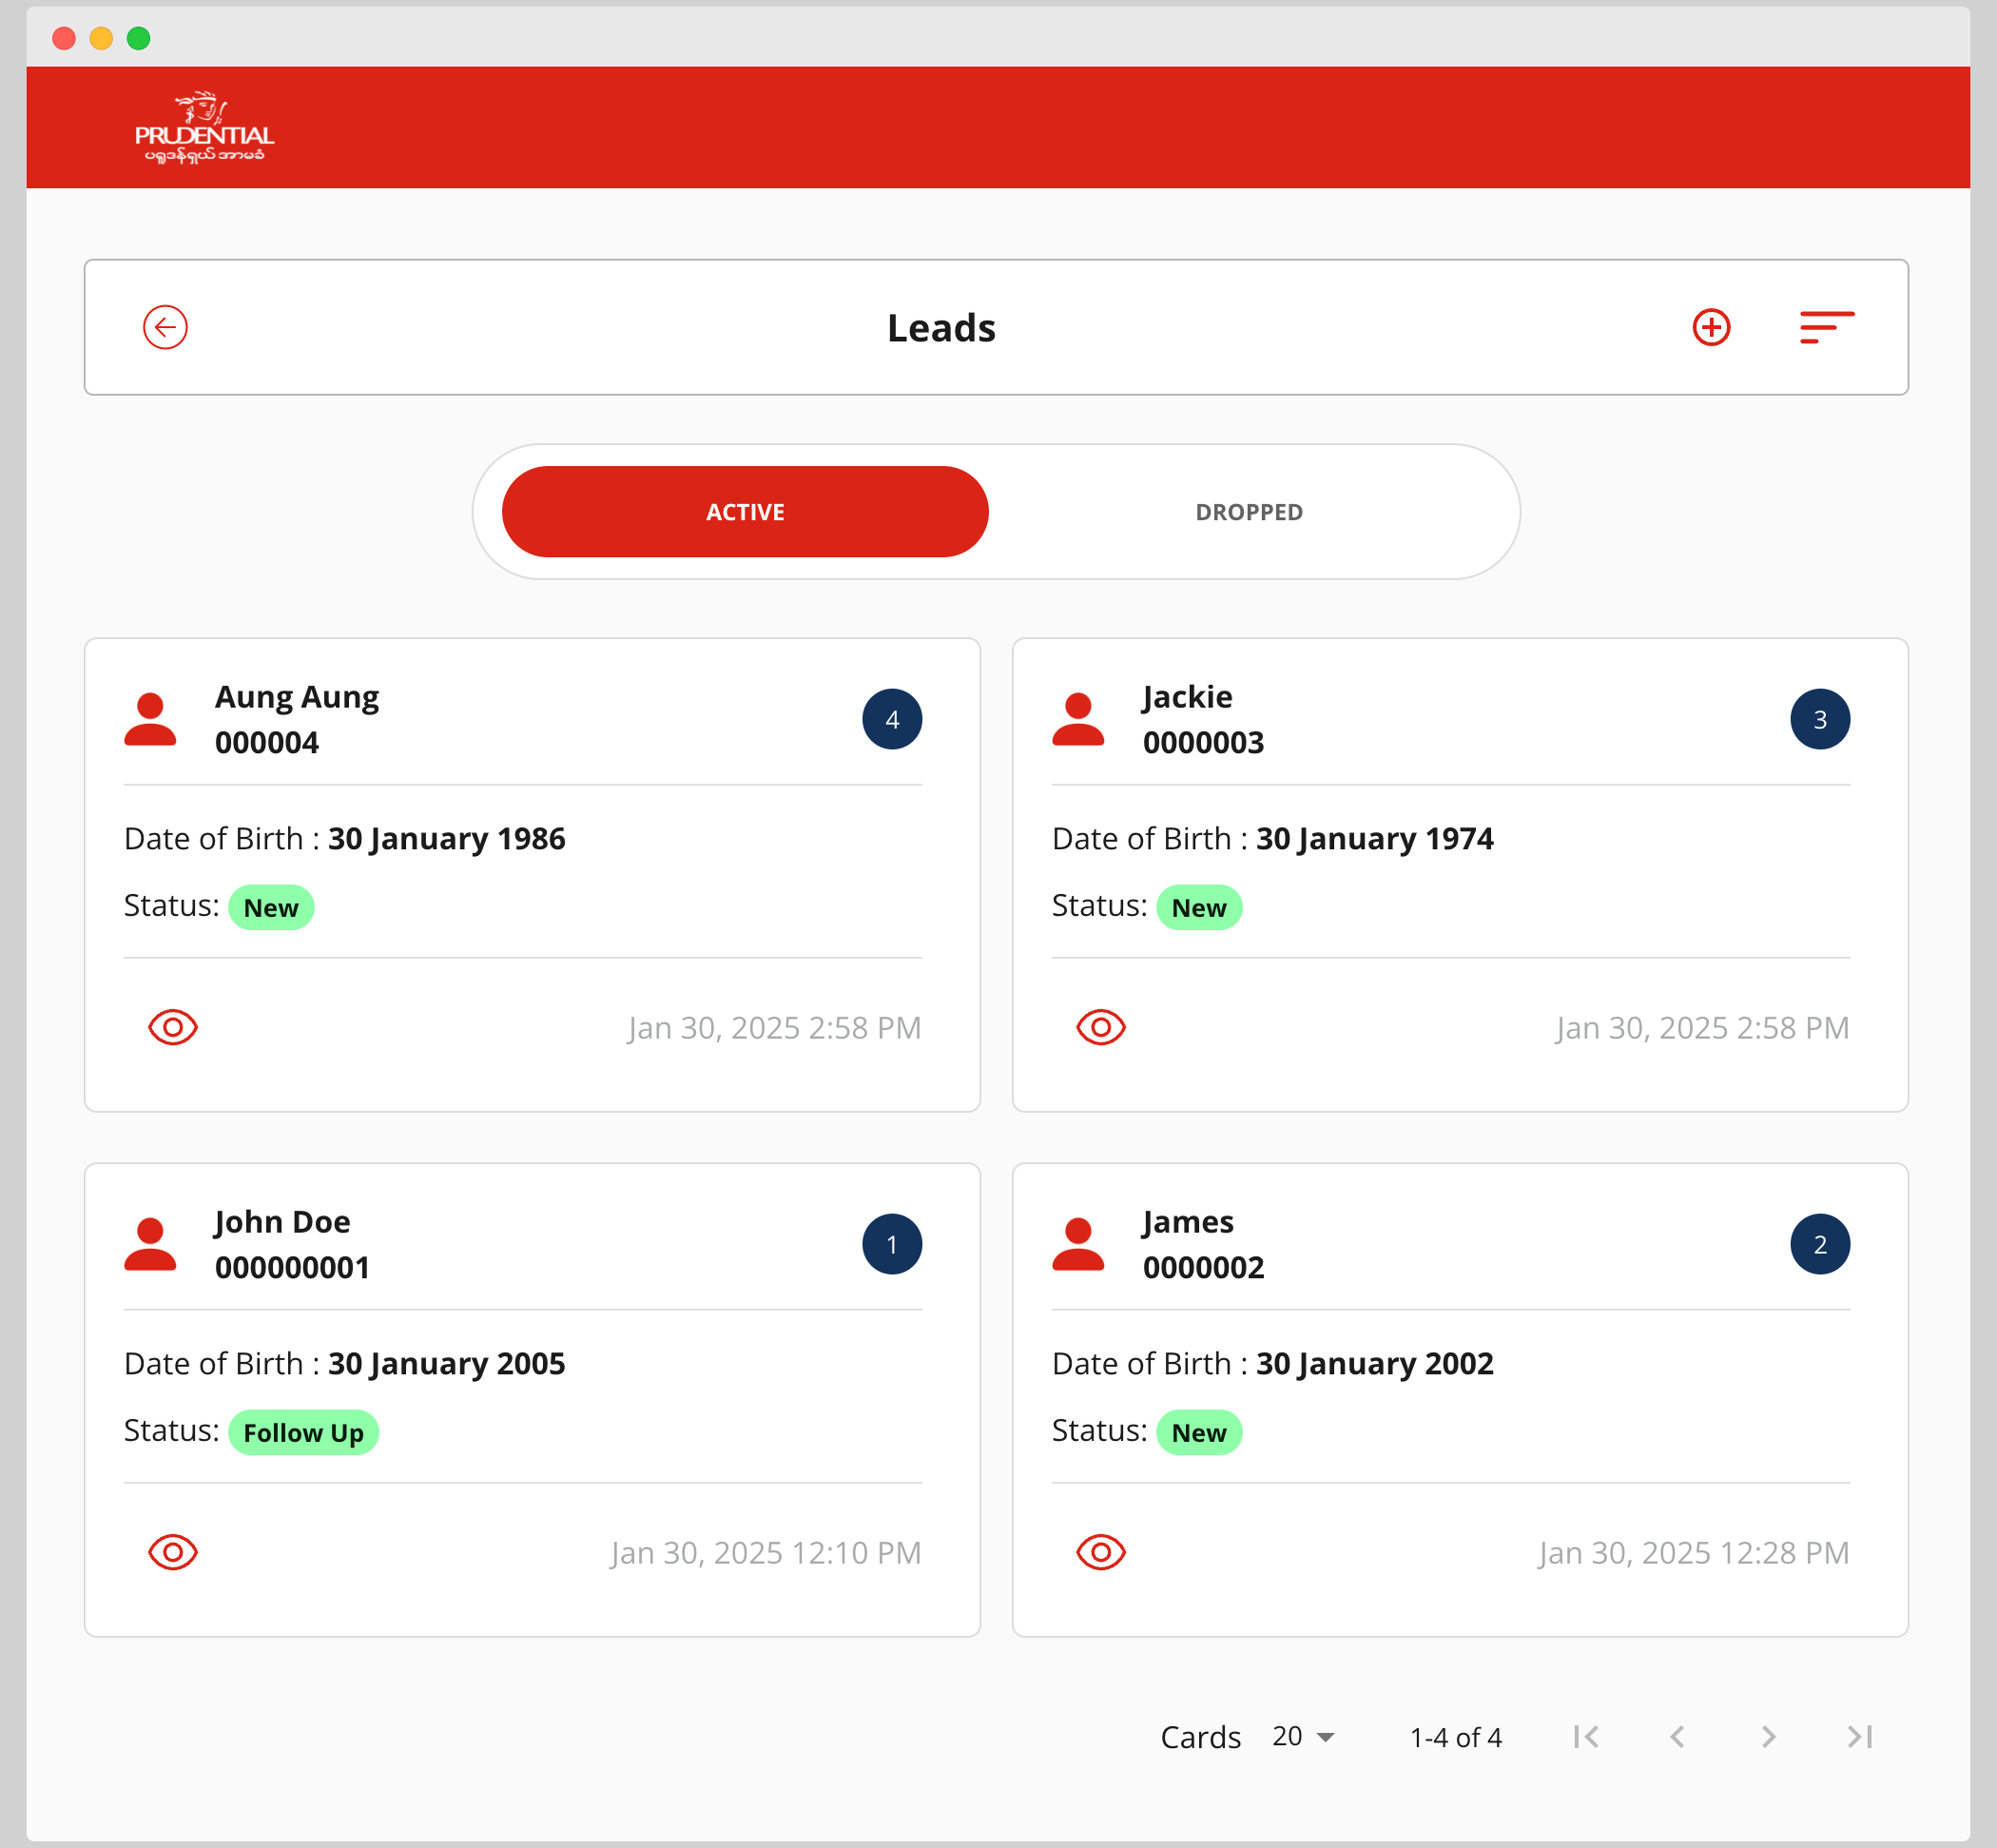 PRUDENTIAL
ပရူဒန်ရှယ် အာမခံ
Leads
ACTIVE
DROPPED
Aung Aung
000004
4
Date of Birth : 30 January 1986
Status: New
Jan 30, 2025 2:58 PM
Jackie
0000003
3
Date of Birth : 30 January 1974
Status: New
Jan 30, 2025 2:58 PM
John Doe
000000001
1
Date of Birth : 30 January 2005
Status: Follow Up
Jan 30, 2025 12:10 PM
James
0000002
2
Date of Birth : 30 January 2002
Status: New
Jan 30, 2025 12:28 PM
Cards 20 1-4 of 4